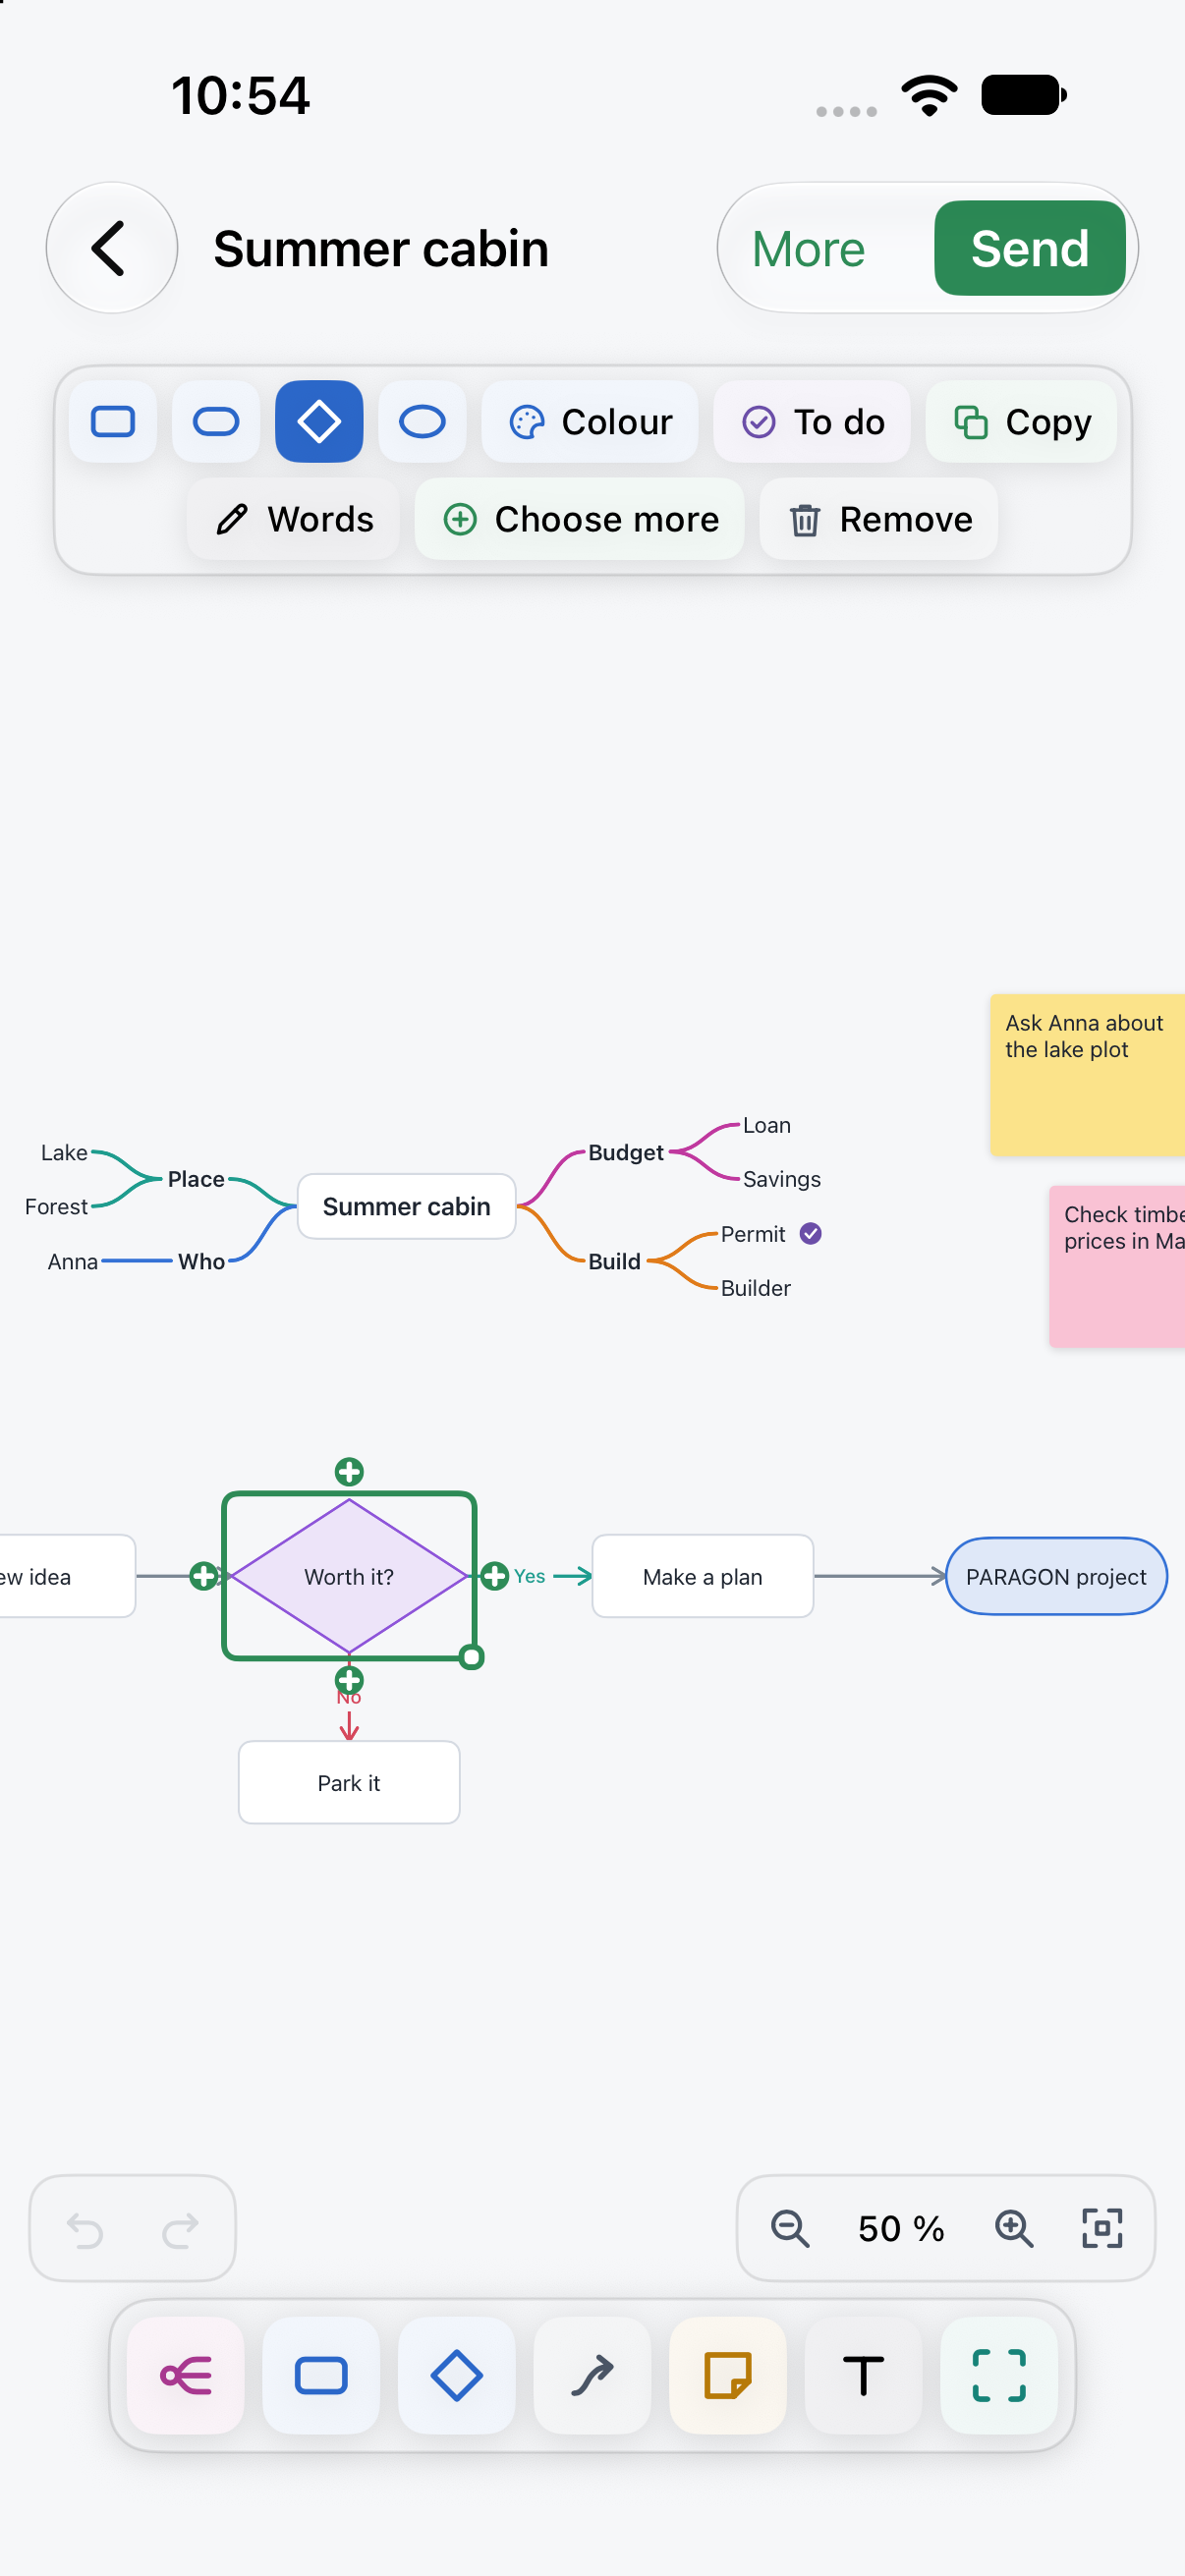 10:54
Summer cabin
More
Send
Colour
To do
Copy
Words
Choose more
Remove
Ask Anna about
the lake plot
Loan
Lake
Budget
Place
Savings
Forest
Summer cabin
Check timbe
prices in Ma
Permit
Anna
Who
Build
Builder
ew idea
Worth it?
Yes
Make a plan
PARAGON project
No
Park it
50 %